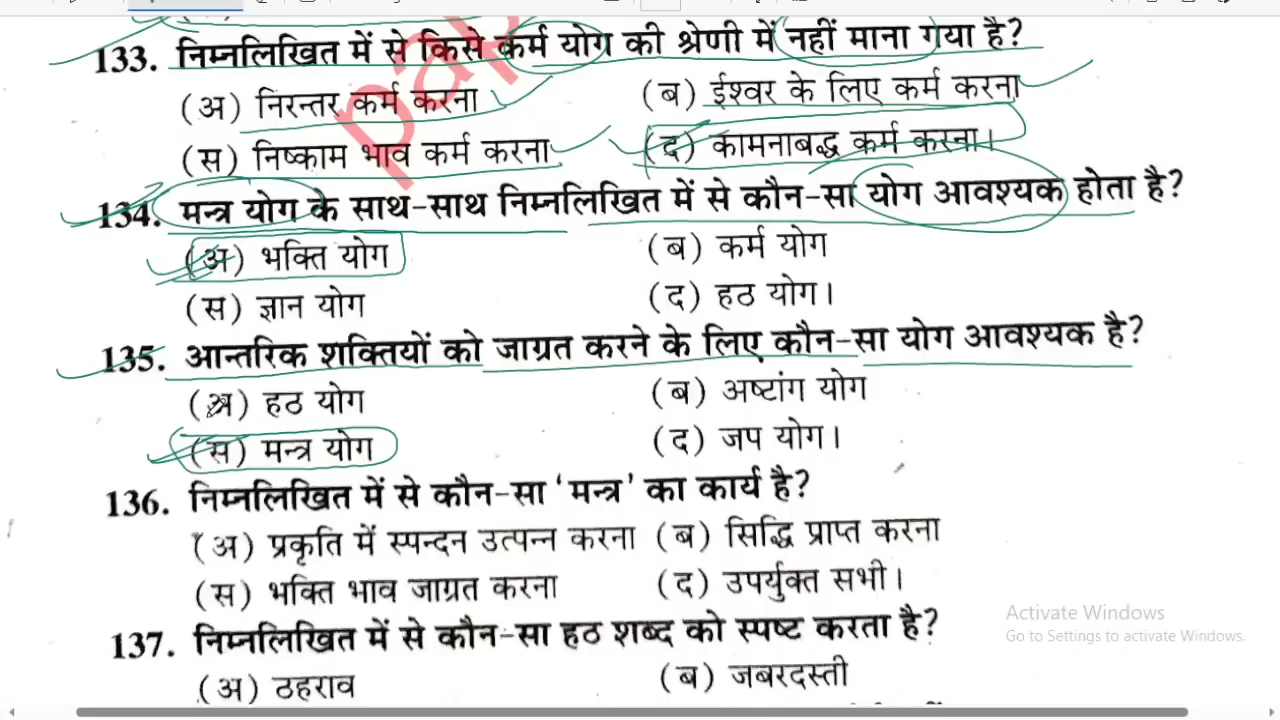 133. निम्नलिखित में से किसे कर्म योग की श्रेणी में नहीं माना गया है?
(अ) निरन्तर कर्म करना (ब) ईश्वर के लिए कर्म करना
(स) निष्काम भाव कर्म करना (द) कामनाबद्ध कर्म करना।
134. मन्त्र योग के साथ-साथ निम्नलिखित में से कौन-सा योग आवश्यक होता है?
(अ) भक्ति योग (ब) कर्म योग
(स) ज्ञान योग (द) हठ योग।
135. आन्तरिक शक्तियों को जाग्रत करने के लिए कौन-सा योग आवश्यक है?
(अ) हठ योग (ब) अष्टांग योग
(स) मन्त्र योग (द) जप योग।
136. निम्नलिखित में से कौन-सा ‘मन्त्र’ का कार्य है?
(अ) प्रकृति में स्पन्दन उत्पन्न करना (ब) सिद्धि प्राप्त करना
(स) भक्ति भाव जाग्रत करना (द) उपर्युक्त सभी।
Activate Windows
Go to Settings to activate Windows.
137. निम्नलिखित में से कौन-सा हठ शब्द को स्पष्ट करता है?
(अ) ठहराव (ब) जबरदस्ती